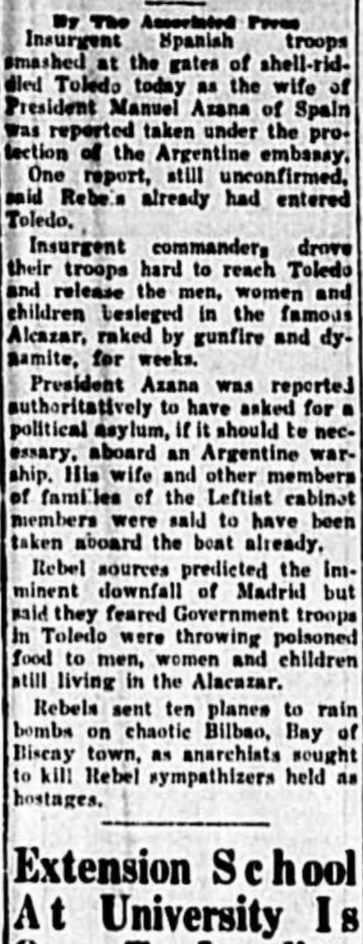 By The Associated Press
Insurgent Spanish troops
smashed at the gates of shell-rid-
dled Toledo today as the wife of
President Manuel Azana of Spain
was reported taken under the pro-
tection of the Argentine embassy.
One report, still unconfirmed,
said Rebels already had entered
Toledo.
Insurgent commanders drove
their troops hard to reach Toledo
and release the men, women and
children besieged in the famous
Alcazar, raked by gunfire and dy-
namite, for weeks.
President Azana was reported
authoritatively to have asked for a
political asylum, if it should be nec-
essary, aboard an Argentine war-
ship. His wife and other members
of families of the Leftist cabinet
members were said to have been
taken aboard the boat already.
Rebel sources predicted the im-
minent downfall of Madrid but
said they feared Government troops
in Toledo were throwing poisoned
food to men, women and children
still living in the Alacazar.
Rebels sent ten planes to rain
bombs on chaotic Bilbao, Bay of
Biscay town, as anarchists sought
to kill Rebel sympathizers held as
hostages.
Extension School
At University Is